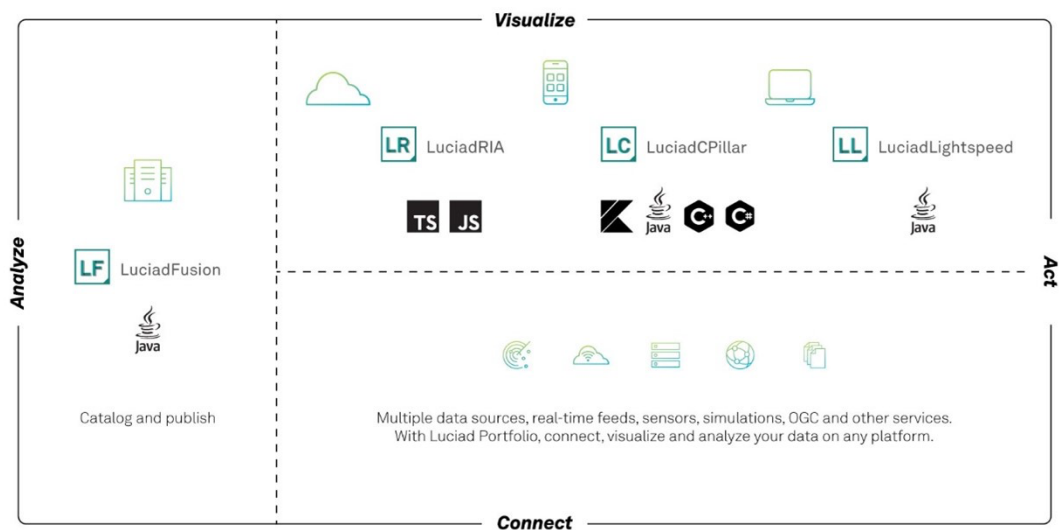 Visualize
Analyze
Act
LF LuciadFusion
Java
Catalog and publish
LR LuciadRIA
TS JS
LC LuciadCPillar
Java C++ C#
LL LuciadLightspeed
Java
Multiple data sources, real-time feeds, sensors, simulations, OGC and other services.
With Luciad Portfolio, connect, visualize and analyze your data on any platform.
Connect